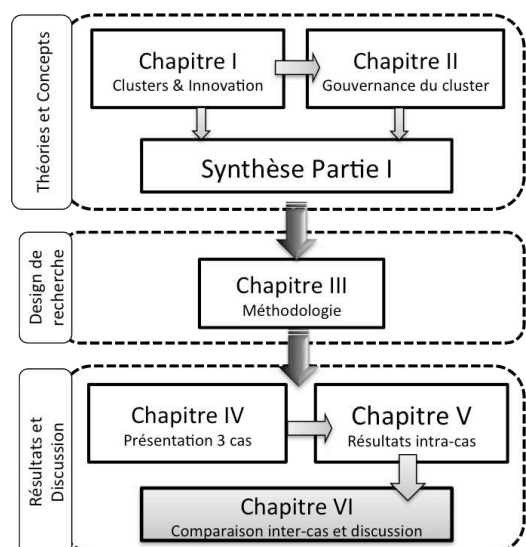 Théories et Concepts
Chapitre I
Clusters & Innovation
Chapitre II
Gouvernance du cluster
Synthèse Partie I
Design de
recherche
Chapitre III
Méthodologie
Résultats et
Discussion
Chapitre IV
Présentation 3 cas
Chapitre V
Résultats intra-cas
Chapitre VI
Comparaison inter-cas et discussion